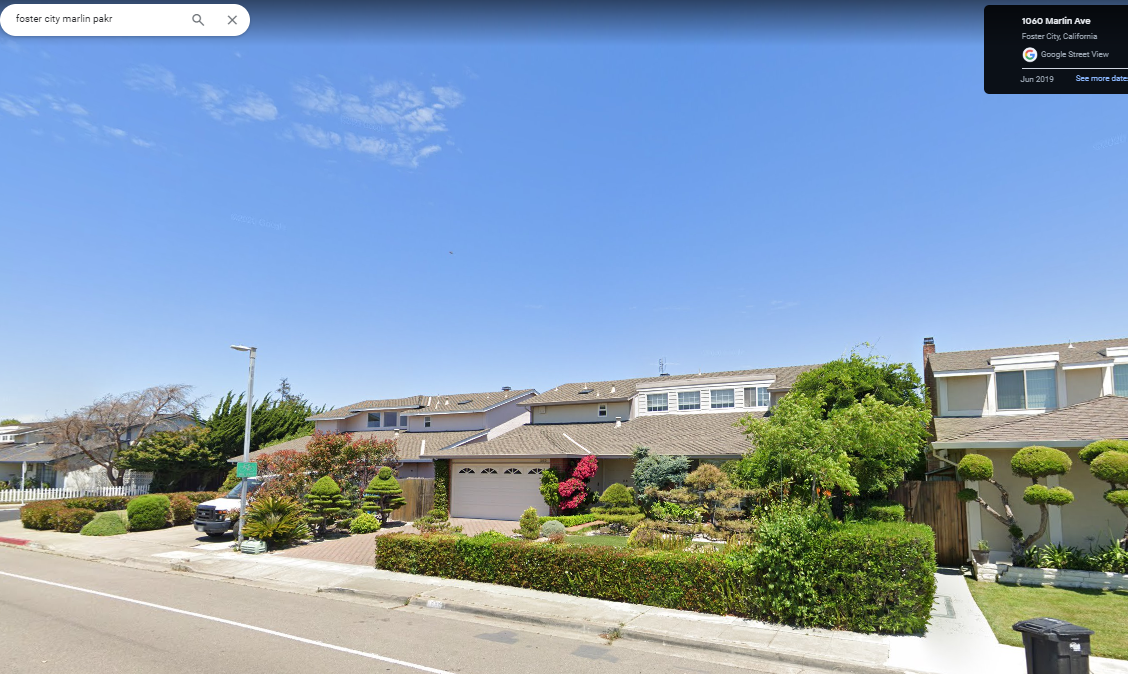 foster city marlin pakr
1060 Marlin Ave
Foster City, California
Google Street View
Jun 2019
See more dates